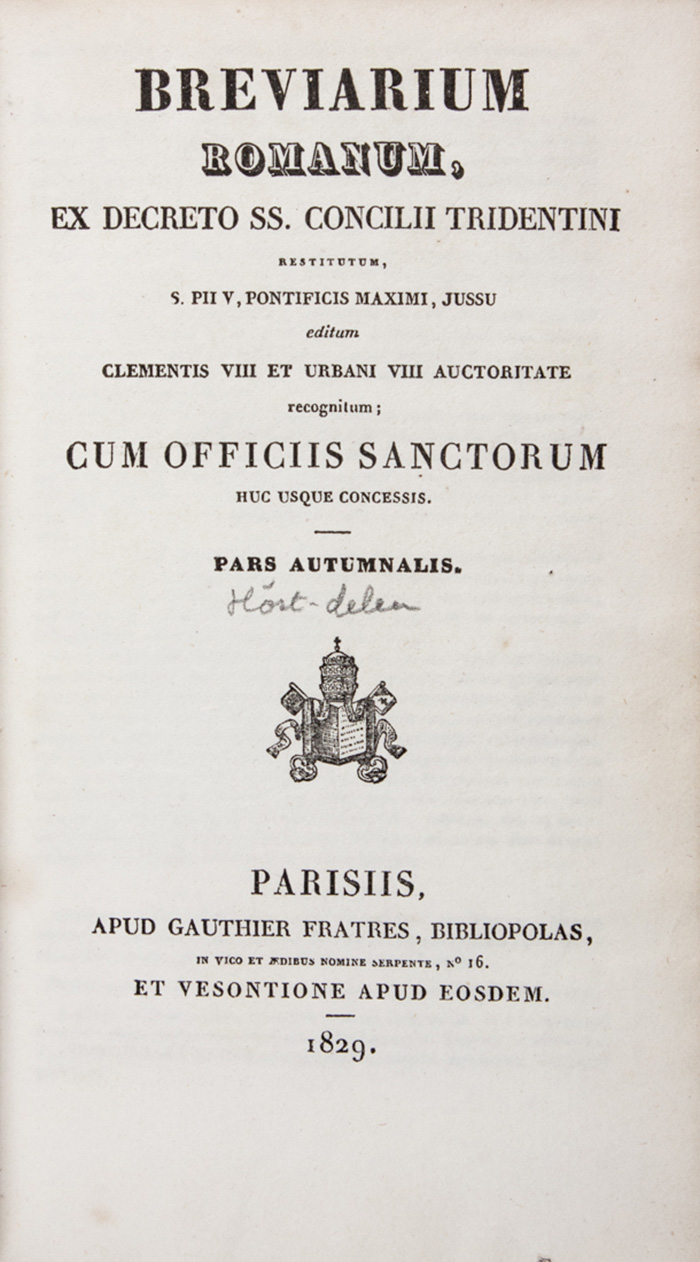 BREVIARIUM
ROMANUM,
EX DECRETO SS. CONCILII TRIDENTINI
RESTITUTUM,
S. PII V, PONTIFICIS MAXIMI, JUSSU
editum
CLEMENTIS VIII ET URBANI VIII AUCTORITATE
recognitum;
CUM OFFICIIS SANCTORUM
HUC USQUE CONCESSIS.
PARS AUTUMNALIS.
Höst-delen
PARISIIS,
APUD GAUTHIER FRATRES, BIBLIOPOLAS,
IN VICO ET ÆDIBUS NOMINE SERPENTE, Nº 16.
ET VESONTIONE APUD EOSDEM.
1829.